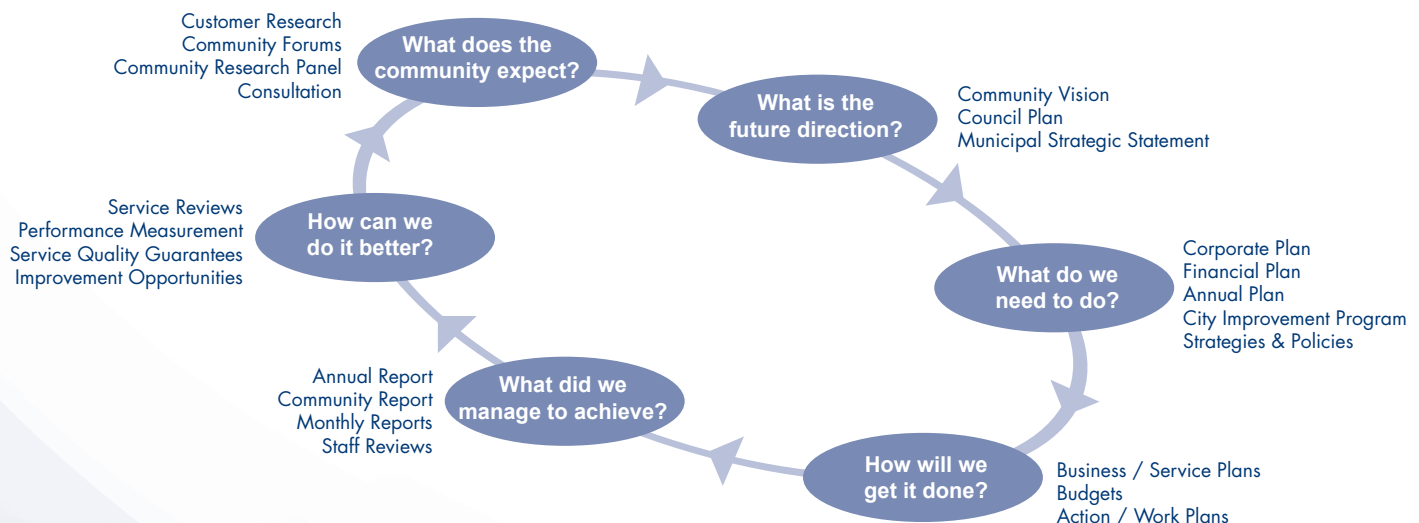 Customer Research
Community Forums
Community Research Panel
Consultation
What does the
community expect?
What is the
future direction?
Community Vision
Council Plan
Municipal Strategic Statement
What do we
need to do?
Corporate Plan
Financial Plan
Annual Plan
City Improvement Program
Strategies & Policies
How will we
get it done?
Business / Service Plans
Budgets
Action / Work Plans
What did we
manage to achieve?
Annual Report
Community Report
Monthly Reports
Staff Reviews
How can we
do it better?
Service Reviews
Performance Measurement
Service Quality Guarantees
Improvement Opportunities